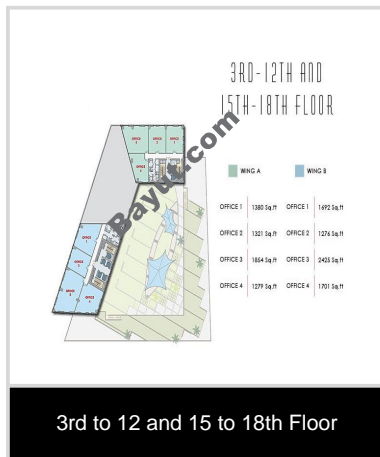 3RD-12TH AND
15TH-18TH FLOOR
WING A
WING B
OFFICE 1 1380 Sq.ft OFFICE 1 1692 Sq.ft
OFFICE 2 1321 Sq.ft OFFICE 2 1276 Sq.ft
OFFICE 3 1854 Sq.ft OFFICE 3 2425 Sq.ft
OFFICE 4 1279 Sq.ft OFFICE 4 1701 Sq.ft
Bayut.com
3rd to 12 and 15 to 18th Floor